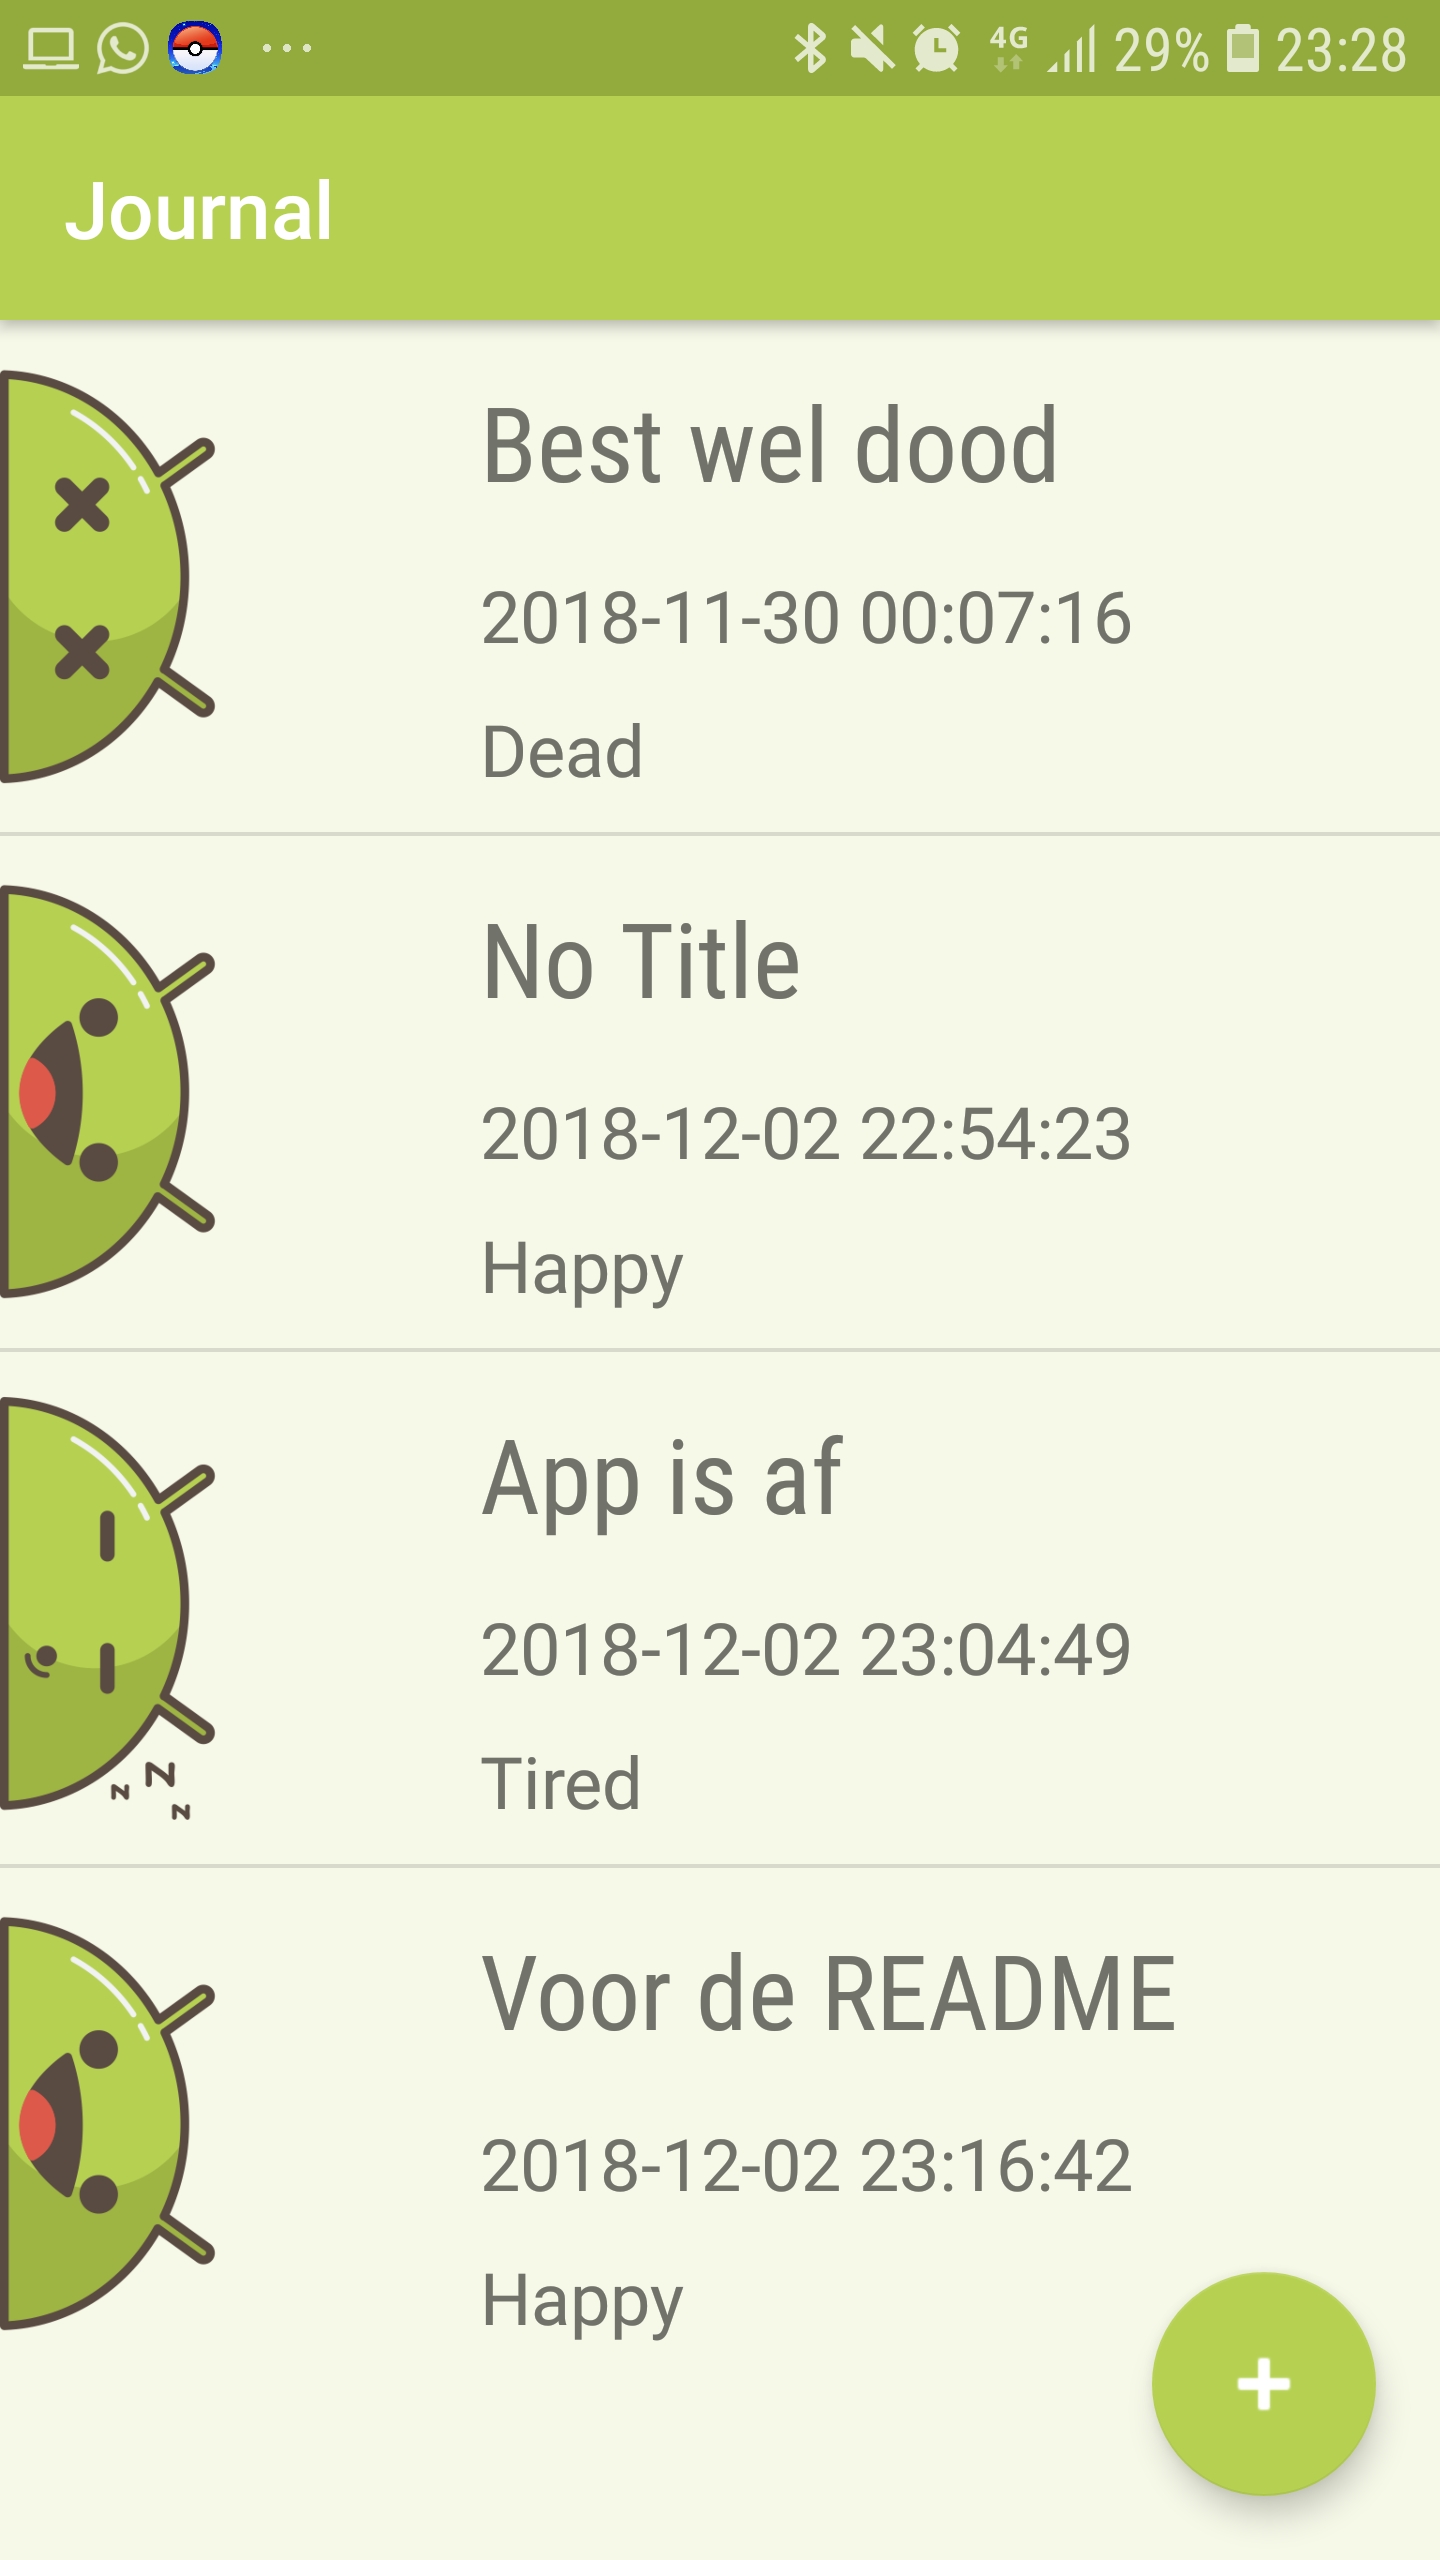 4G 29% 23:28
Journal
Best wel dood
2018-11-30 00:07:16
Dead
No Title
2018-12-02 22:54:23
Happy
App is af
2018-12-02 23:04:49
Tired
z Z z
Voor de README
2018-12-02 23:16:42
Happy